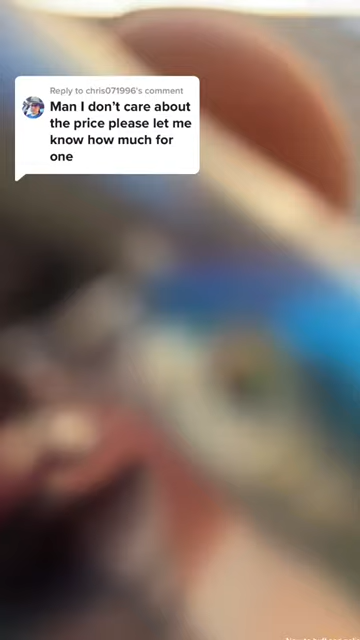 Reply to chris071996's comment
Man I don't care about
the price please let me
know how much for
one